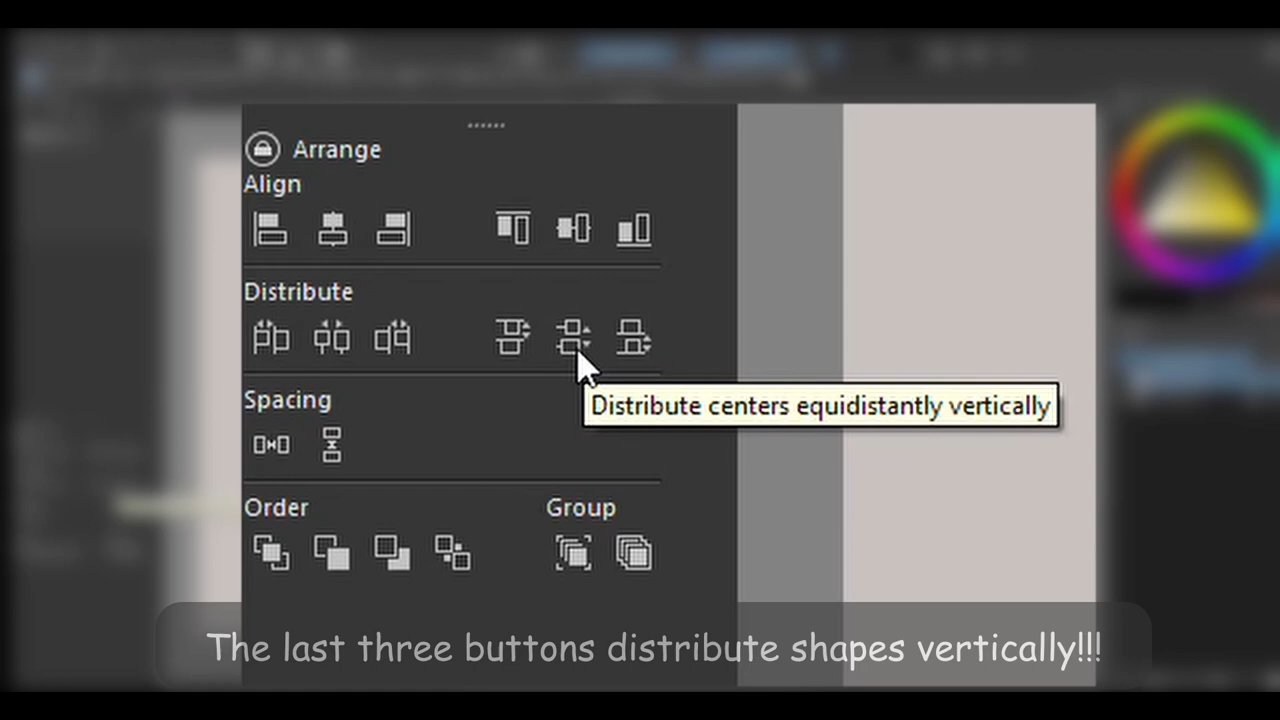 Arrange
Align
Distribute
Distribute centers equidistantly vertically
Spacing
Order
Group
The last three buttons distribute shapes vertically!!!